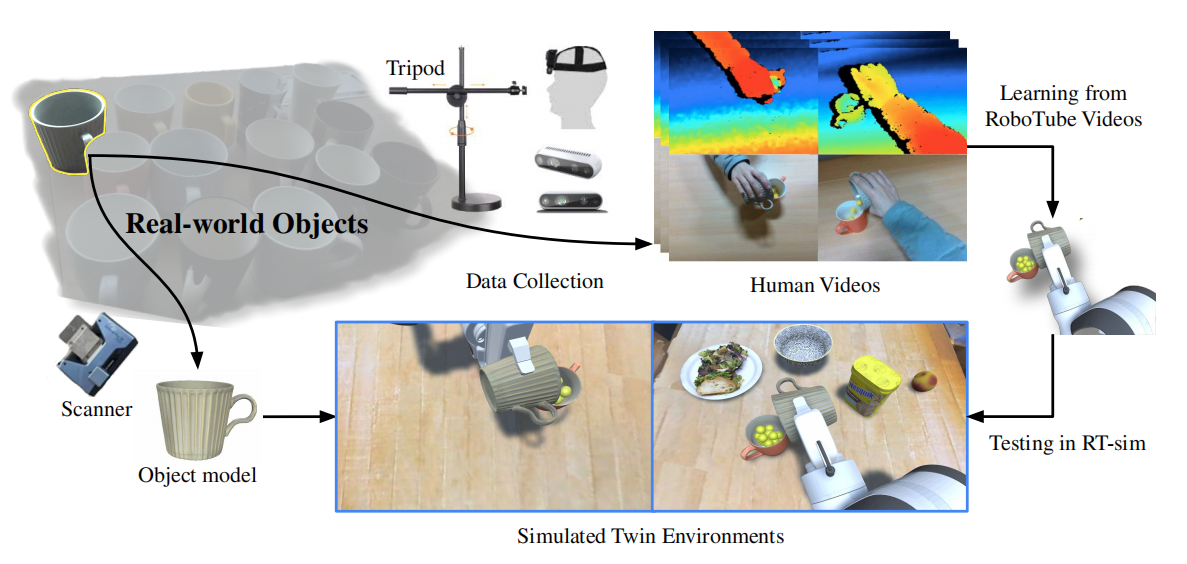 Tripod
Learning from
RoboTube Videos
Real-world Objects
Data Collection
Human Videos
Scanner
Object model
Testing in RT-sim
Simulated Twin Environments